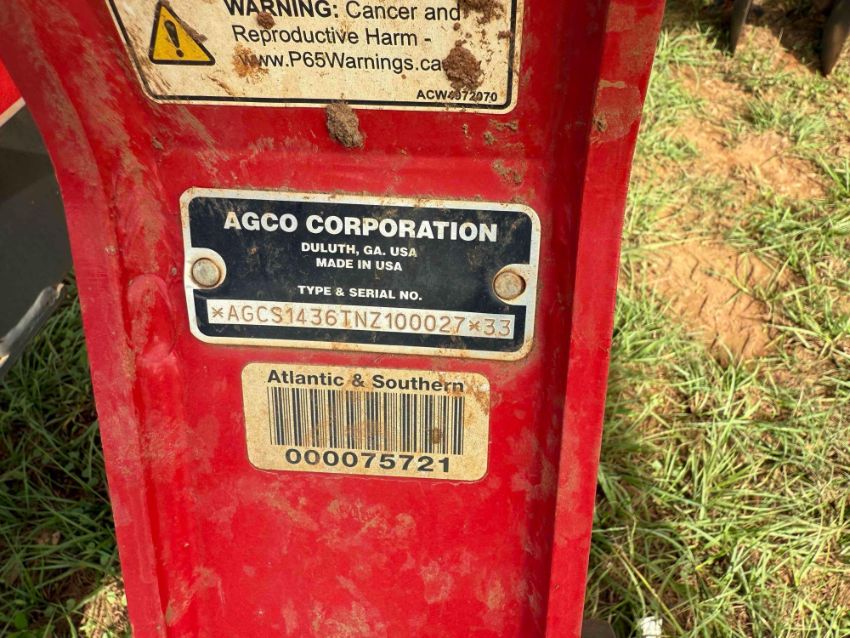 WARNING: Cancer and
Reproductive Harm -
www.P65Warnings.ca
ACW4972070
AGCO CORPORATION
DULUTH, GA. USA
MADE IN USA
TYPE & SERIAL NO.
*AGCS1436TNZ100027*33
Atlantic & Southern
000075721